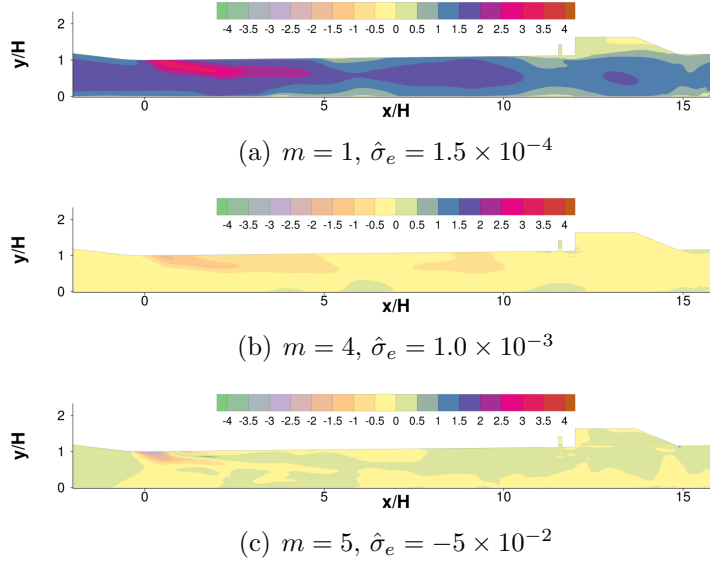 -4 -3.5 -3 -2.5 -2 -1.5 -1 -0.5 0 0.5 1 1.5 2 2.5 3 3.5 4
y/H
2
1
0
0 5 10 15
x/H
(a) m = 1, σ̂ₑ = 1.5 × 10⁻⁴
-4 -3.5 -3 -2.5 -2 -1.5 -1 -0.5 0 0.5 1 1.5 2 2.5 3 3.5 4
y/H
2
1
0
0 5 10 15
x/H
(b) m = 4, σ̂ₑ = 1.0 × 10⁻³
-4 -3.5 -3 -2.5 -2 -1.5 -1 -0.5 0 0.5 1 1.5 2 2.5 3 3.5 4
y/H
2
1
0
0 5 10 15
x/H
(c) m = 5, σ̂ₑ = −5 × 10⁻²